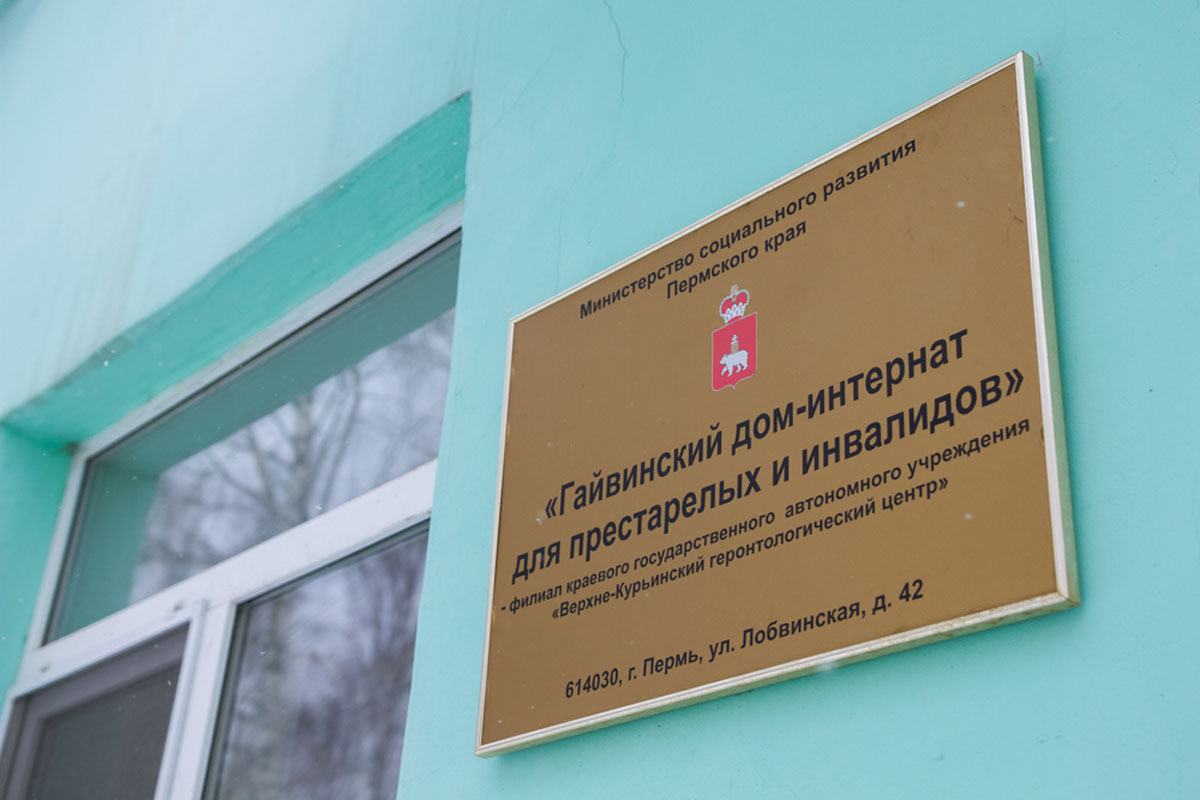 Министерство социального развития
Пермского края
«Гайвинский дом-интернат
для престарелых и инвалидов»
- филиал краевого государственного автономного учреждения
«Верхне-Курьинский геронтологический центр»
614030, г. Пермь, ул. Лобвинская, д. 42